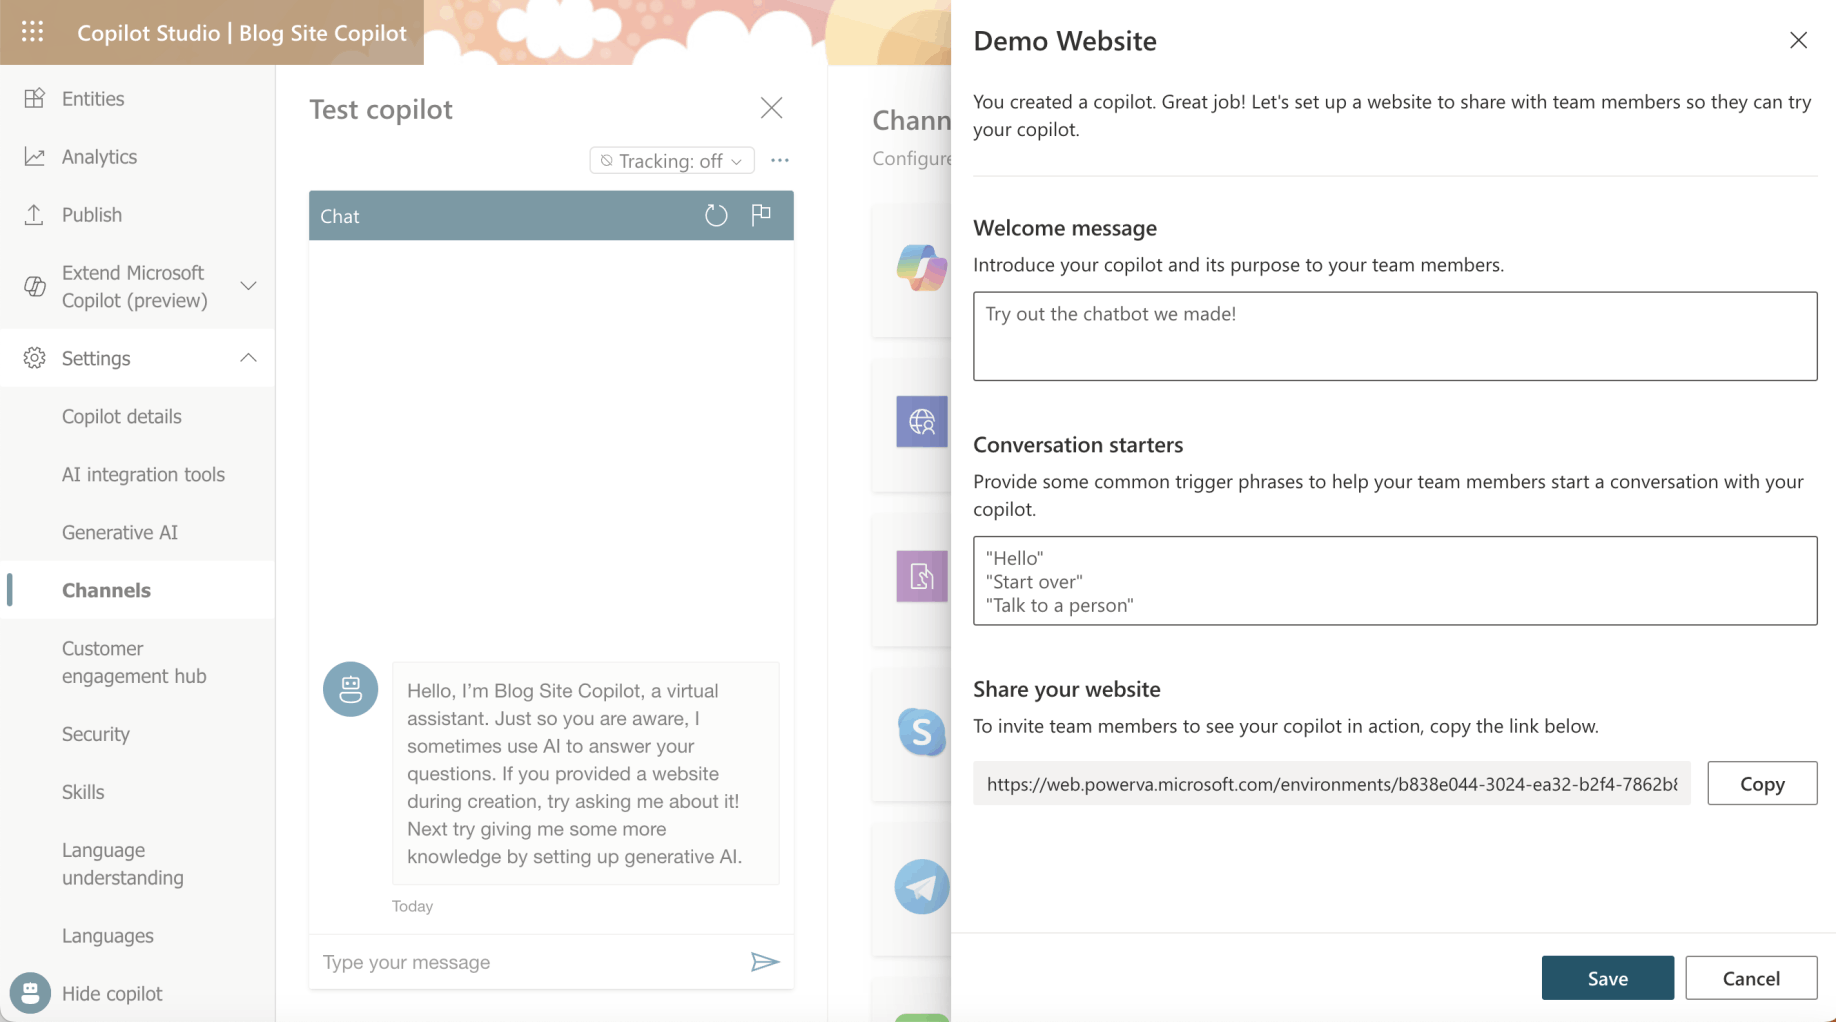 Copilot Studio | Blog Site Copilot
Entities
Analytics
Publish
Extend Microsoft
Copilot (preview)
Settings
Copilot details
AI integration tools
Generative AI
Channels
Customer
engagement hub
Security
Skills
Language
understanding
Languages
Hide copilot
Test copilot
Tracking: off
Chat
Hello, I'm Blog Site Copilot, a virtual
assistant. Just so you are aware, I
sometimes use AI to answer your
questions. If you provided a website
during creation, try asking me about it!
Next try giving me some more
knowledge by setting up generative AI.
Today
Type your message
Chann
Configure
S
Demo Website
You created a copilot. Great job! Let's set up a website to share with team members so they can try
your copilot.
Welcome message
Introduce your copilot and its purpose to your team members.
Try out the chatbot we made!
Conversation starters
Provide some common trigger phrases to help your team members start a conversation with your
copilot.
"Hello"
"Start over"
"Talk to a person"
Share your website
To invite team members to see your copilot in action, copy the link below.
https://web.powerva.microsoft.com/environments/b838e044-3024-ea32-b2f4-7862b
Copy
Save
Cancel